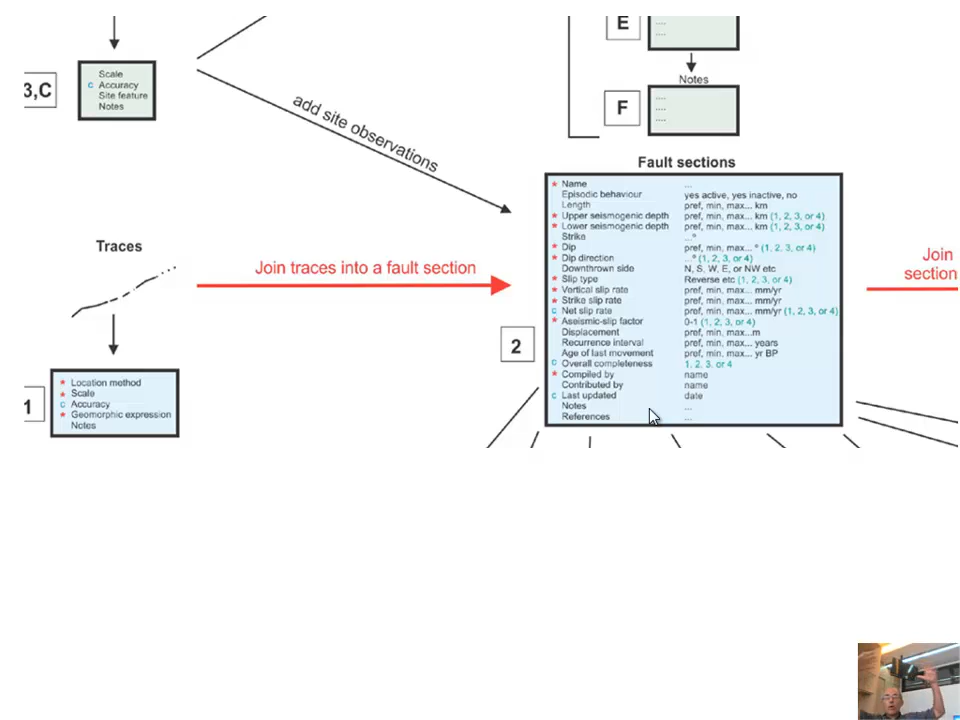 E
....
....
Notes
F
....
....
....
3,C
Scale
c Accuracy
Site feature
Notes
add site observations
Fault sections
* Name ...
Episodic behaviour yes active, yes inactive, no
Length pref, min, max... km
* Upper seismogenic depth pref, min, max... km (1, 2, 3, or 4)
* Lower seismogenic depth pref, min, max... km (1, 2, 3, or 4)
Strike ...°
* Dip pref, min, max... ° (1, 2, 3, or 4)
* Dip direction ...° (1, 2, 3, or 4)
Downthrown side N, S, W, E, or NW etc
* Slip type Reverse etc (1, 2, 3, or 4)
* Vertical slip rate pref, min, max... mm/yr
* Strike slip rate pref, min, max... mm/yr
c Net slip rate pref, min, max... mm/yr (1, 2, 3, or 4)
* Aseismic-slip factor 0-1 (1, 2, 3, or 4)
Displacement pref, min, max...m
Recurrence interval pref, min, max... years
Age of last movement pref, min, max... yr BP
c Overall completeness 1, 2, 3, or 4
* Compiled by name
Contributed by name
c Last updated date
Notes ...
References ...
2
Traces
Join traces into a fault section
Join
section
1
* Location method
* Scale
c Accuracy
* Geomorphic expression
Notes